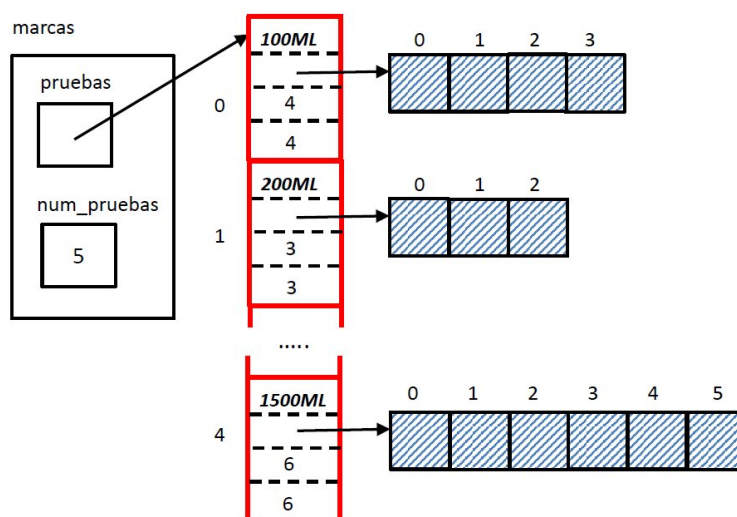 marcas
pruebas
num_pruebas
5
0
100ML
4
4
0 1 2 3
1
200ML
3
3
0 1 2
.....
4
1500ML
6
6
0 1 2 3 4 5